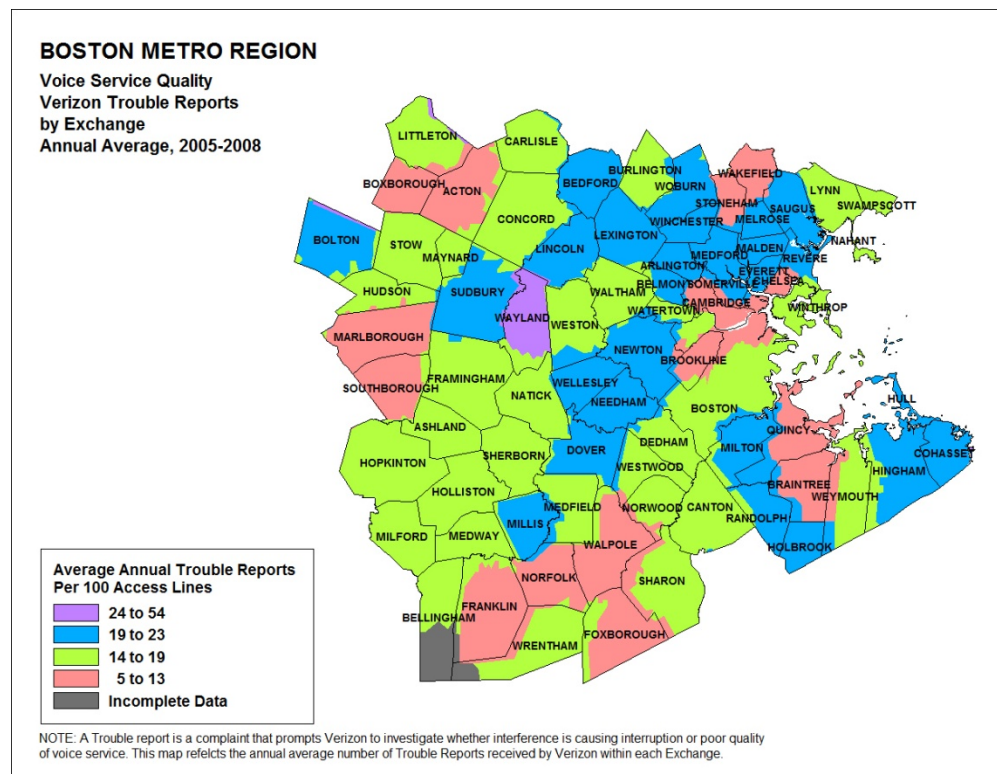 BOSTON METRO REGION
Voice Service Quality
Verizon Trouble Reports
by Exchange
Annual Average, 2005-2008
LITTLETON
CARLISLE
BOXBOROUGH
ACTON
BEDFORD
BURLINGTON
WOBURN
WAKEFIELD
STONEHAM
LYNN
SWAMPSCOTT
SAUGUS
CONCORD
WINCHESTER
MELROSE
BOLTON
STOW
LINCOLN
LEXINGTON
NAHANT
MAYNARD
MEDFORD
MALDEN
REVERE
ARLINGTON
EVERETT
HUDSON
SUDBURY
WALTHAM
BELMONT
SOMERVILLE
CHELSEA
CAMBRIDGE
WINTHROP
WAYLAND
WESTON
WATERTOWN
MARLBOROUGH
NEWTON
BROOKLINE
SOUTHBOROUGH
FRAMINGHAM
WELLESLEY
NATICK
NEEDHAM
BOSTON
HULL
ASHLAND
QUINCY
DEDHAM
MILTON
SHERBORN
DOVER
COHASSET
HOPKINTON
WESTWOOD
HINGHAM
BRAINTREE
HOLLISTON
WEYMOUTH
MEDFIELD
NORWOOD
CANTON
RANDOLPH
MILLIS
MILFORD
MEDWAY
WALPOLE
HOLBROOK
NORFOLK
SHARON
FRANKLIN
BELLINGHAM
FOXBOROUGH
WRENTHAM
Average Annual Trouble Reports
Per 100 Access Lines
24 to 54
19 to 23
14 to 19
5 to 13
Incomplete Data
NOTE: A Trouble report is a complaint that prompts Verizon to investigate whether interference is causing interruption or poor quality
of voice service. This map refelcts the annual average number of Trouble Reports received by Verizon within each Exchange.